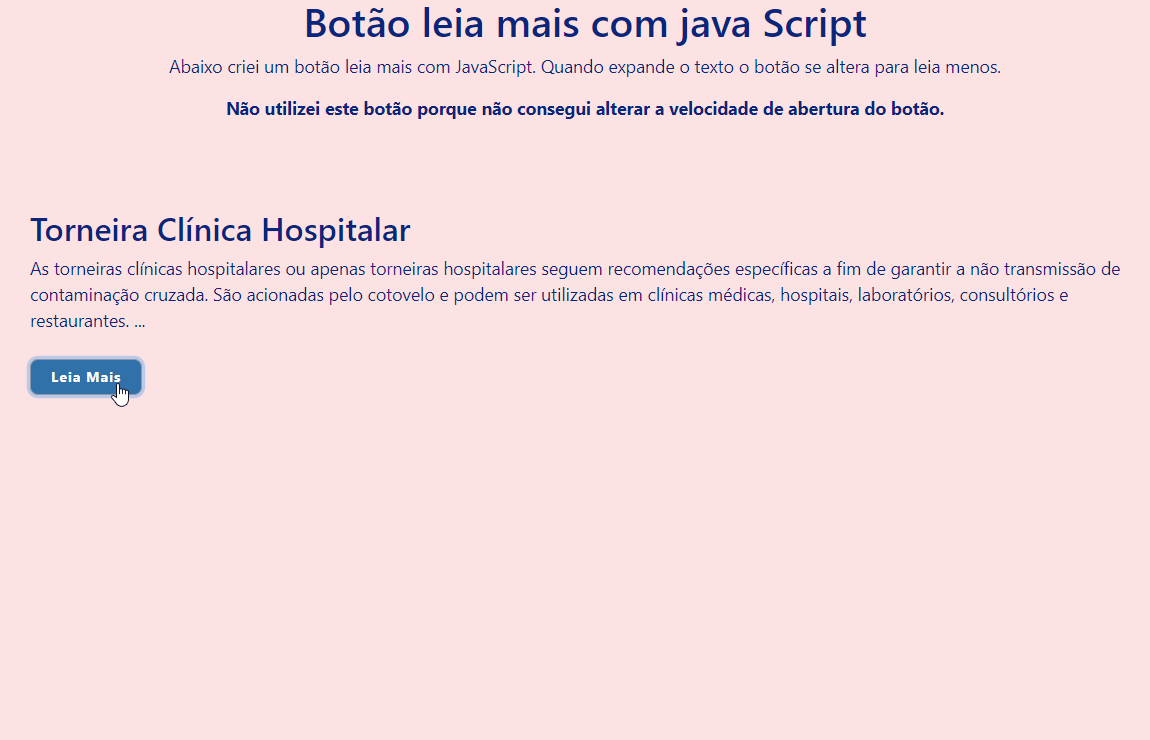 Botão leia mais com java Script
Abaixo criei um botão leia mais com JavaScript. Quando expande o texto o botão se altera para leia menos.
Não utilizei este botão porque não consegui alterar a velocidade de abertura do botão.
Torneira Clínica Hospitalar
As torneiras clínicas hospitalares ou apenas torneiras hospitalares seguem recomendações específicas a fim de garantir a não transmissão de
contaminação cruzada. São acionadas pelo cotovelo e podem ser utilizadas em clínicas médicas, hospitais, laboratórios, consultórios e
restaurantes. ...
Leia Mais